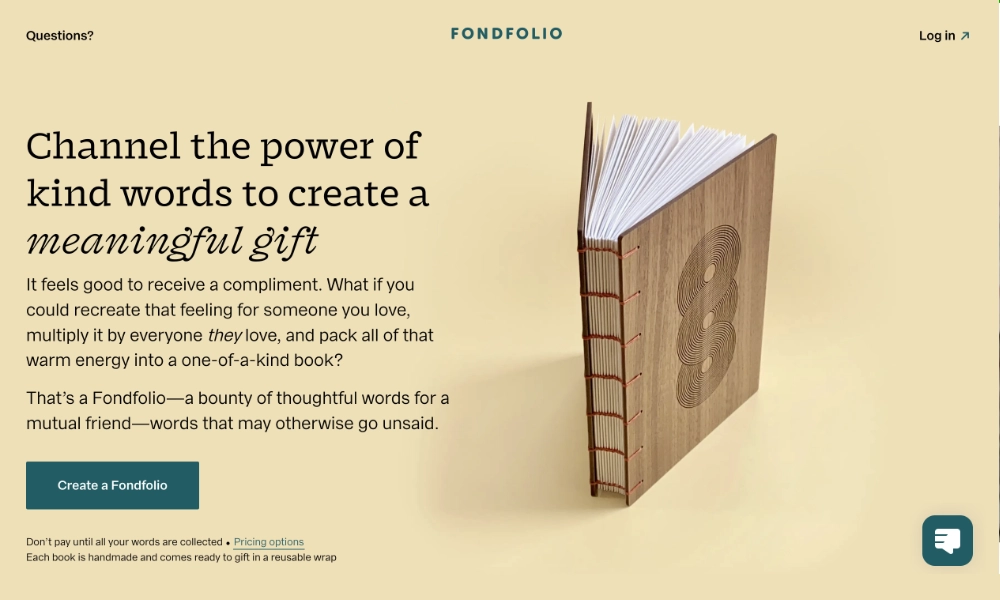 Questions?
FONDFOLIO
Log in ↗
Channel the power of
kind words to create a
meaningful gift
It feels good to receive a compliment. What if you
could recreate that feeling for someone you love,
multiply it by everyone they love, and pack all of that
warm energy into a one-of-a-kind book?
That’s a Fondfolio—a bounty of thoughtful words for a
mutual friend—words that may otherwise go unsaid.
Create a Fondfolio
Don’t pay until all your words are collected • Pricing options
Each book is handmade and comes ready to gift in a reusable wrap